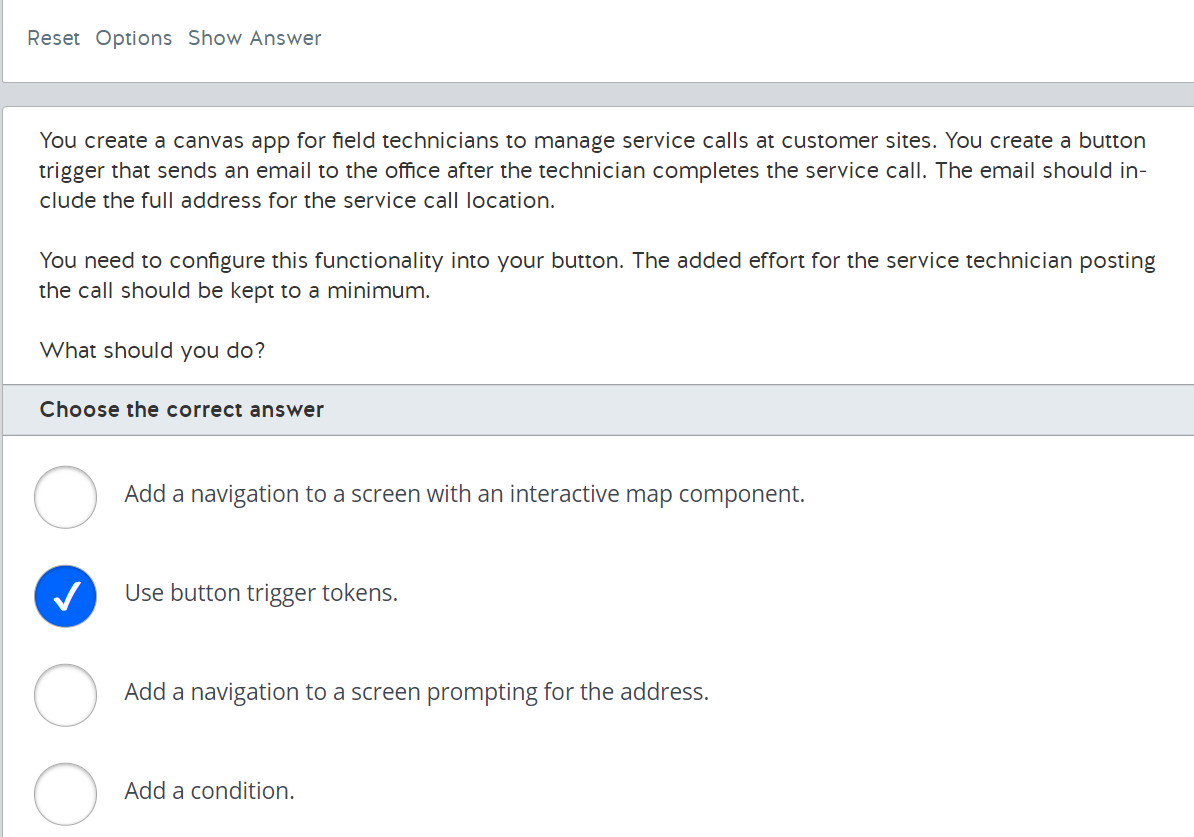 Reset Options Show Answer
You create a canvas app for field technicians to manage service calls at customer sites. You create a button
trigger that sends an email to the office after the technician completes the service call. The email should in-
clude the full address for the service call location.
You need to configure this functionality into your button. The added effort for the service technician posting
the call should be kept to a minimum.
What should you do?
Choose the correct answer
Add a navigation to a screen with an interactive map component.
Use button trigger tokens.
Add a navigation to a screen prompting for the address.
Add a condition.